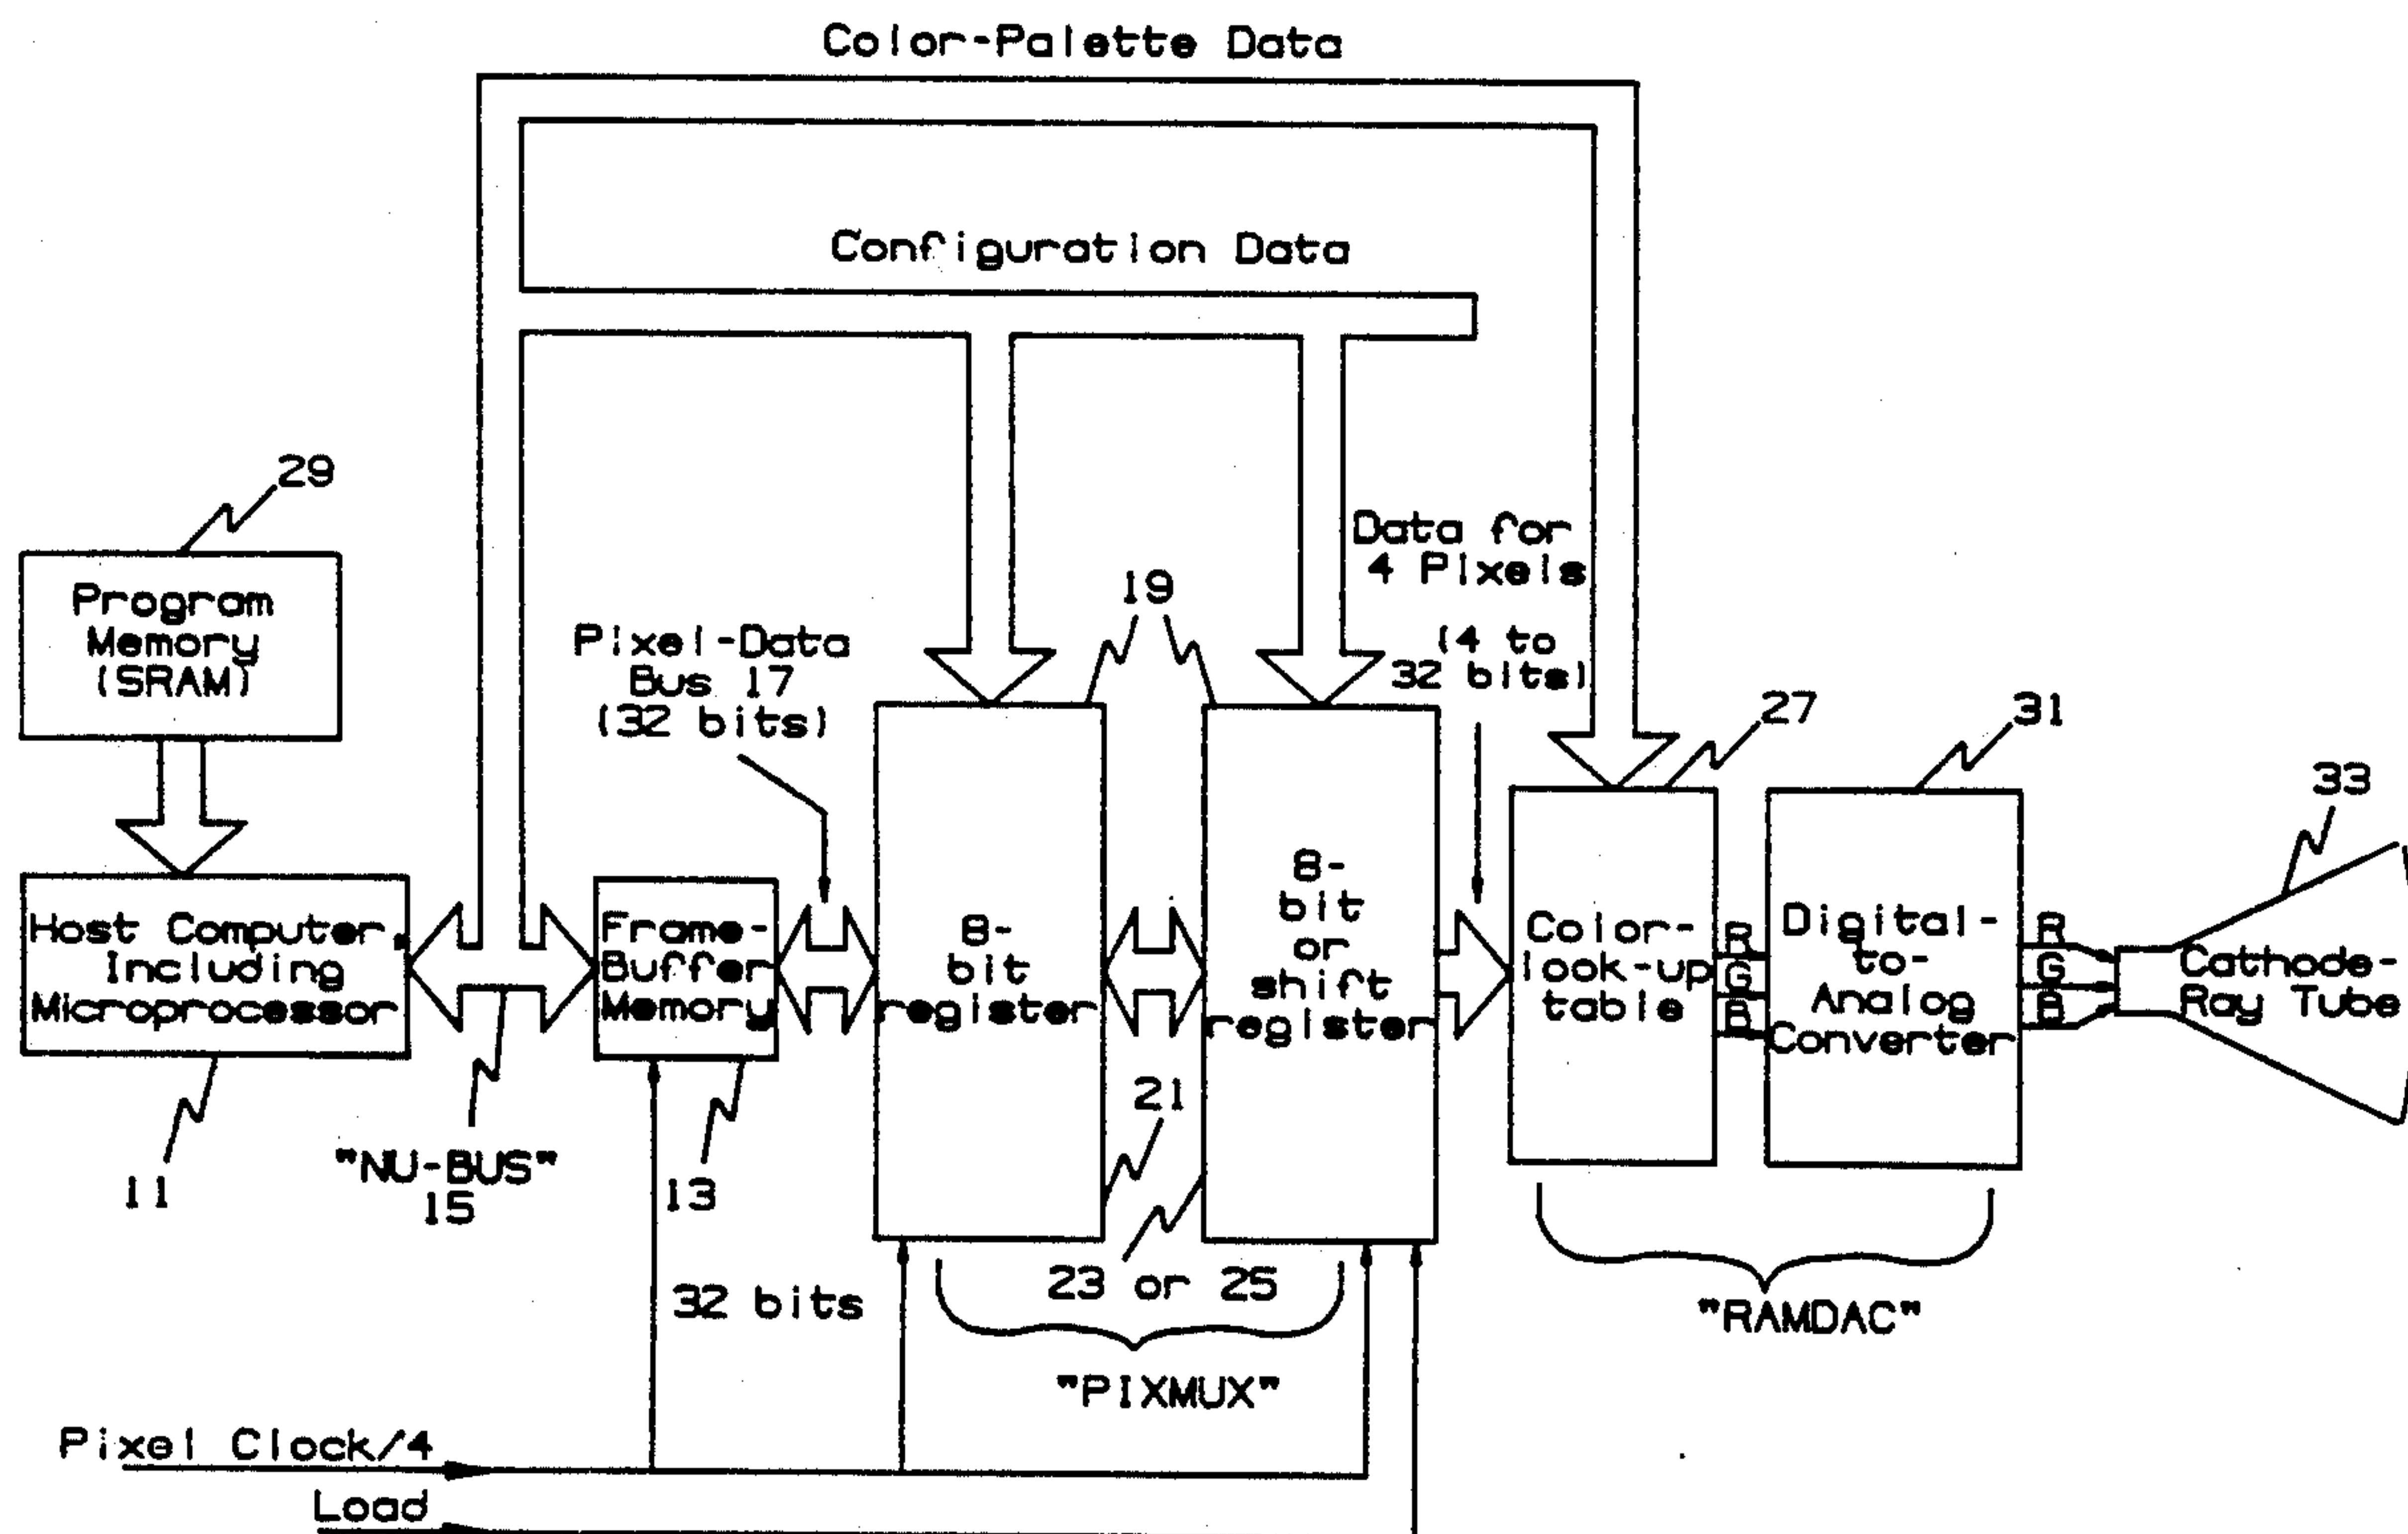 Color-Palette Data
Configuration Data
29
Program
Memory
(SRAM)
Data for
4 Pixels
(4 to
32 bits)
19
Pixel-Data
Bus 17
(32 bits)
27
31
33
Host Computer,
Including
Microprocessor
Frame-
Buffer
Memory
8-
bit
register
8-
bit
or
shift
register
Color-
look-up
table
R
G
B
Digital-
to-
Analog
Converter
R
G
B
Cathode-
Ray Tube
11
"NU-BUS"
15
13
21
23 or 25
32 bits
"PIXMUX"
"RAMDAC"
Pixel Clock/4
Load